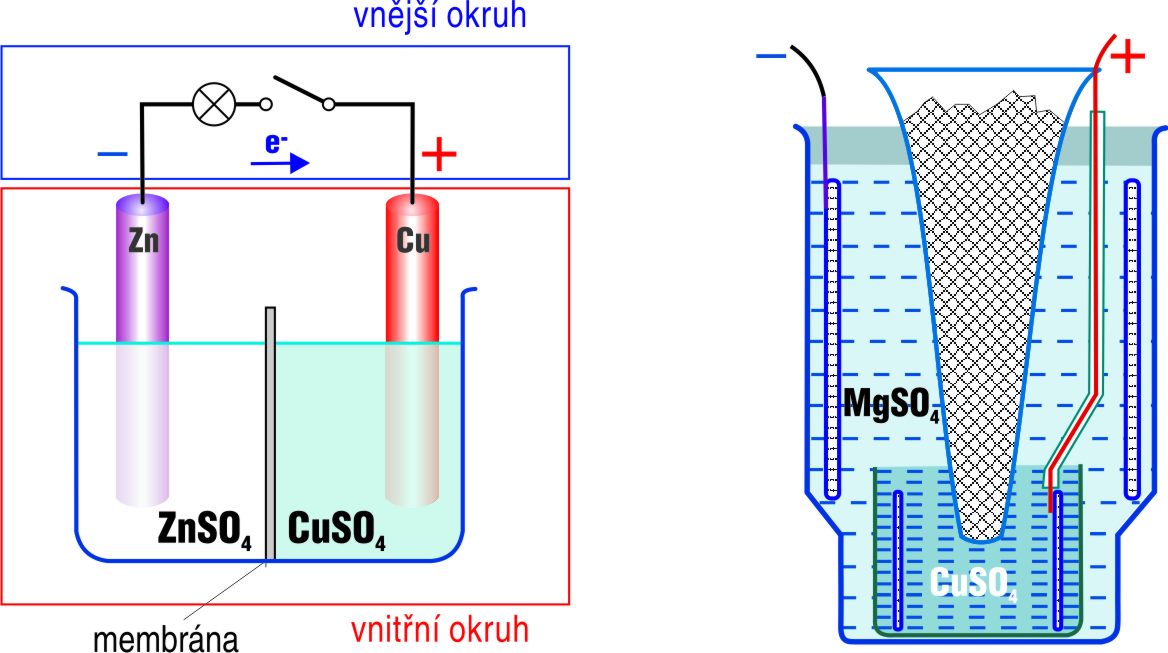 vnější okruh
e-
−
+
Zn
Cu
ZnSO4
CuSO4
membrána
vnitřní okruh
−
+
MgSO4
CuSO4